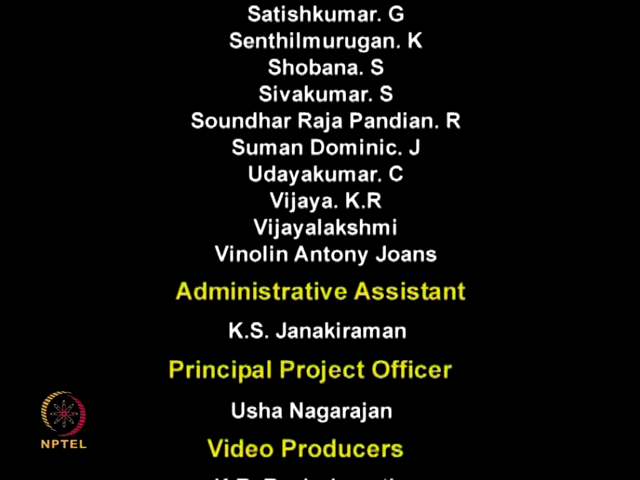 Satishkumar. G
Senthilmurugan. K
Shobana. S
Sivakumar. S
Soundhar Raja Pandian. R
Suman Dominic. J
Udayakumar. C
Vijaya. K.R
Vijayalakshmi
Vinolin Antony Joans
Administrative Assistant
K.S. Janakiraman
Principal Project Officer
Usha Nagarajan
Video Producers
NPTEL